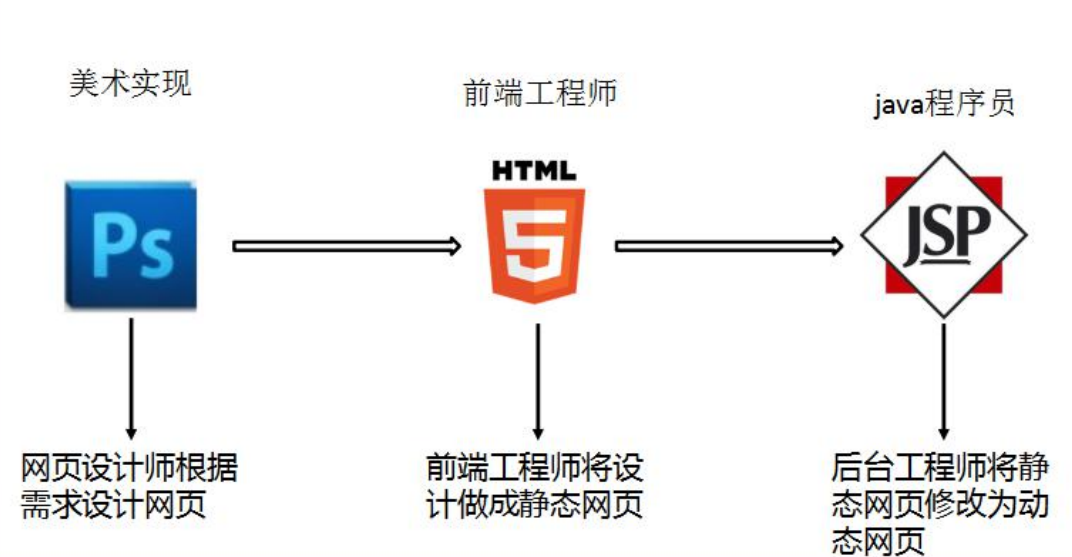 美术实现
前端工程师
java程序员
Ps
HTML
5
JSP
网页设计师根据
需求设计网页
前端工程师将设
计做成静态网页
后台工程师将静
态网页修改为动
态网页